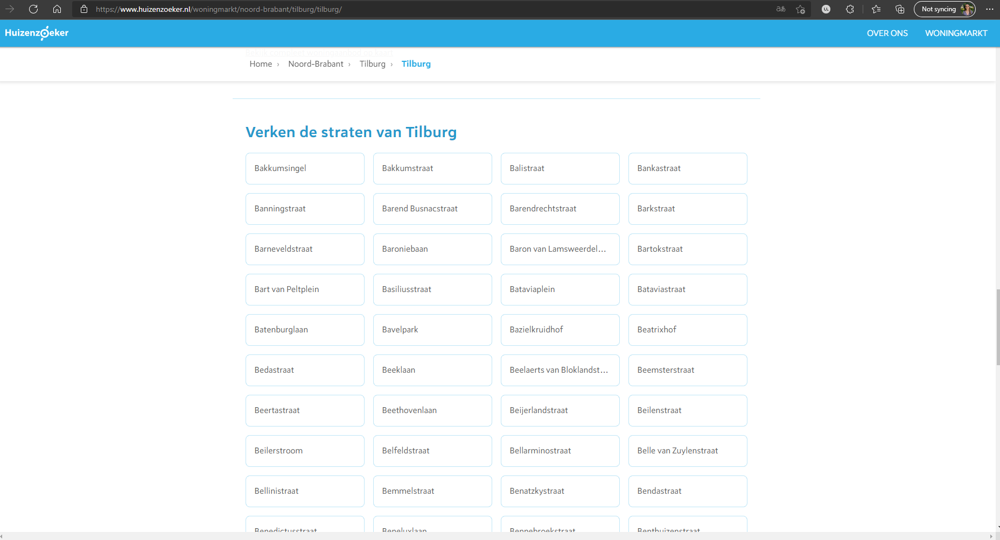 https://www.huizenzoeker.nl/woningmarkt/noord-brabant/tilburg/tilburg/
Not syncing
Huizenzoeker
OVER ONS WONINGMARKT
Bekijk compleet woningaanbod op kaart
Home › Noord-Brabant › Tilburg › Tilburg
Verken de straten van Tilburg
Bakkumsingel Bakkumstraat Balistraat Bankastraat
Banningstraat Barend Busnacstraat Barendrechtstraat Barkstraat
Barneveldstraat Baroniebaan Baron van Lamsweerdel... Bartokstraat
Bart van Peltplein Basiliusstraat Bataviaplein Bataviastraat
Batenburglaan Bavelpark Bazielkruidhof Beatrixhof
Bedastraat Beeklaan Beelaerts van Bloklandst... Beemsterstraat
Beertastraat Beethovenlaan Beijerlandstraat Beilenstraat
Beilerstroom Belfeldstraat Bellarminostraat Belle van Zuylenstraat
Bellinistraat Bemmelstraat Benatzkystraat Bendastraat
Benedictusstraat Beneluxlaan Bennebroekstraat Benthuizenstraat